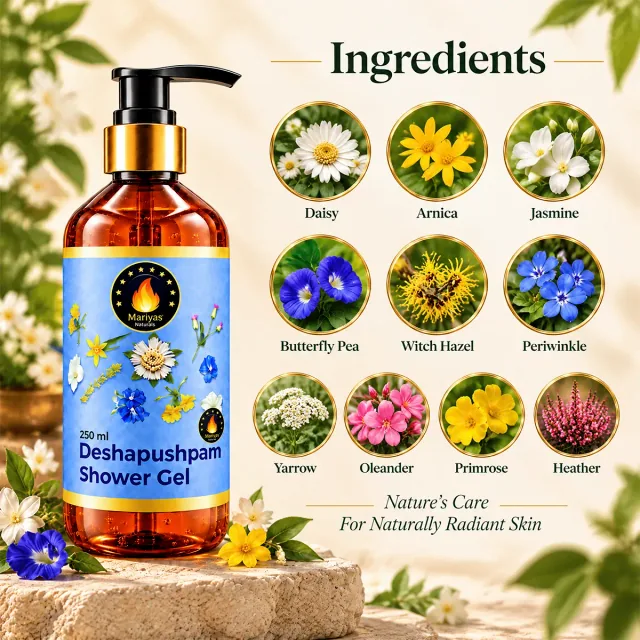 Ingredients
Daisy
Arnica
Jasmine
Butterfly Pea
Witch Hazel
Periwinkle
Yarrow
Oleander
Primrose
Heather
Nature's Care
For Naturally Radiant Skin
Mariyas
Naturals
Mariyas
250 ml
Deshapushpam
Shower Gel